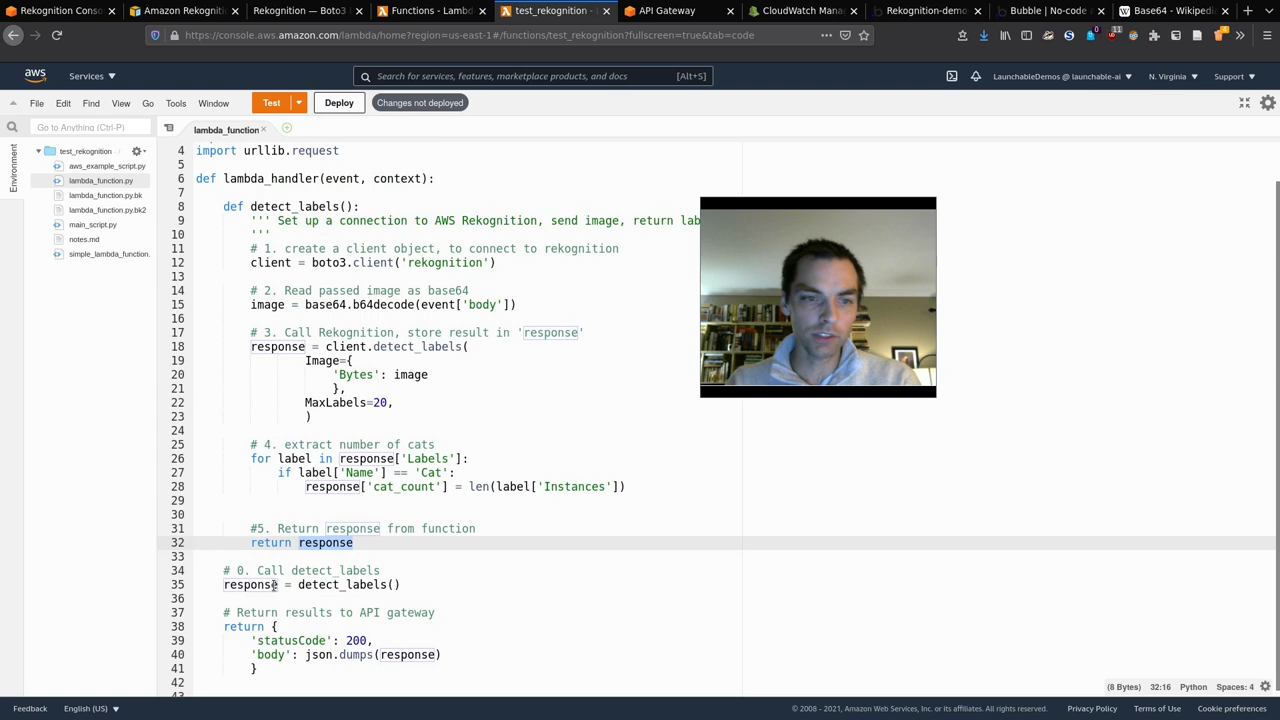 Rekognition Conso
Amazon Rekognit
Rekognition — Boto3
Functions - Lamb
test_rekognition -
API Gateway
CloudWatch Man
Rekognition-demo
Bubble | No-code
Base64 - Wikiped
https://console.aws.amazon.com/lambda/home?region=us-east-1#/functions/test_rekognition?fullscreen=true&tab=code
aws Services Search for services, features, marketplace products, and docs [Alt+S] LaunchableDemos @ launchable-ai N. Virginia Support
File Edit Find View Go Tools Window Test Deploy Changes not deployed
Go to Anything (Ctrl-P)
lambda_function
Environment
test_rekognition
aws_example_script.py
lambda_function.py
lambda_function.py.bk
lambda_function.py.bk2
main_script.py
notes.md
simple_lambda_function.
4 import urllib.request
5
6 def lambda_handler(event, context):
7
8 def detect_labels():
9 ''' Set up a connection to AWS Rekognition, send image, return lab
10 '''
11 # 1. create a client object, to connect to rekognition
12 client = boto3.client('rekognition')
13
14 # 2. Read passed image as base64
15 image = base64.b64decode(event['body'])
16
17 # 3. Call Rekognition, store result in 'response'
18 response = client.detect_labels(
19 Image={
20 'Bytes': image
21 },
22 MaxLabels=20,
23 )
24
25 # 4. extract number of cats
26 for label in response['Labels']:
27 if label['Name'] == 'Cat':
28 response['cat_count'] = len(label['Instances'])
29
30
31 #5. Return response from function
32 return response
33
34 # 0. Call detect_labels
35 response = detect_labels()
36
37 # Return results to API gateway
38 return {
39 'statusCode': 200,
40 'body': json.dumps(response)
41 }
42
43
(8 Bytes) 32:16 Python Spaces: 4
Feedback English (US) © 2008 - 2021, Amazon Web Services, Inc. or its affiliates. All rights reserved. Privacy Policy Terms of Use Cookie preferences